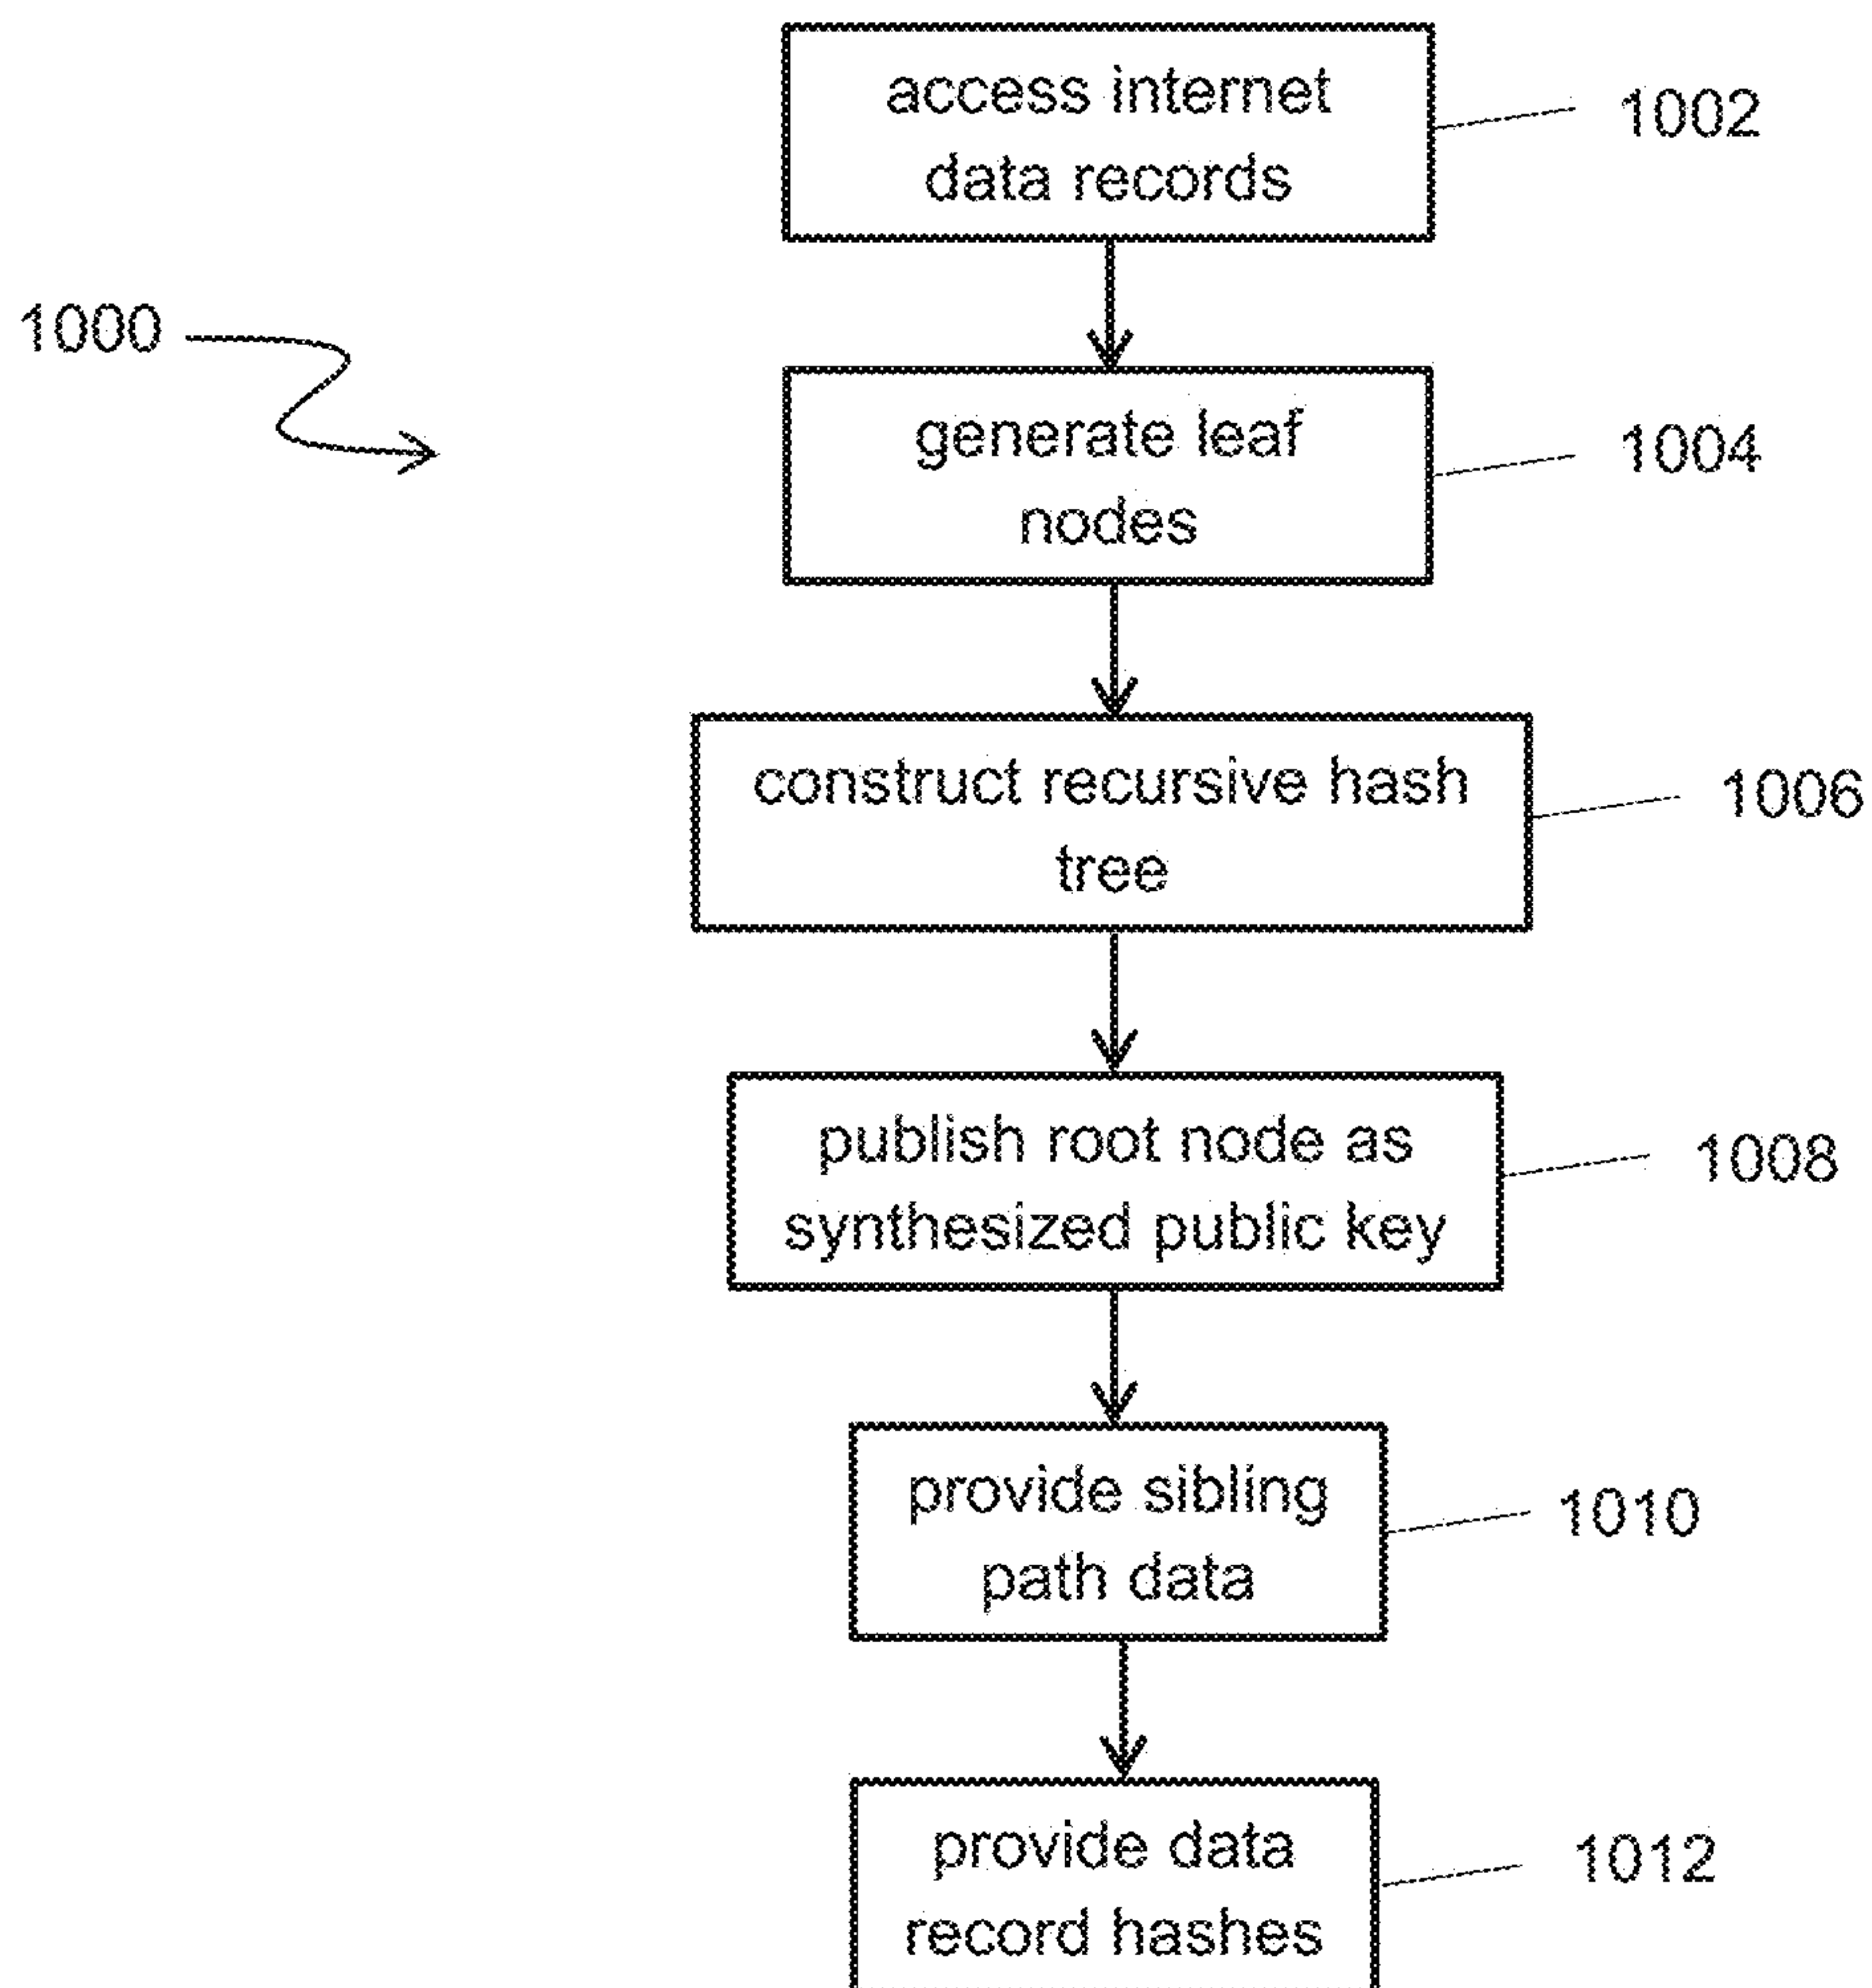 access internet
data records
1002
1000
generate leaf
nodes
1004
construct recursive hash
tree
1006
publish root node as
synthesized public key
1008
provide sibling
path data
1010
provide data
record hashes
1012